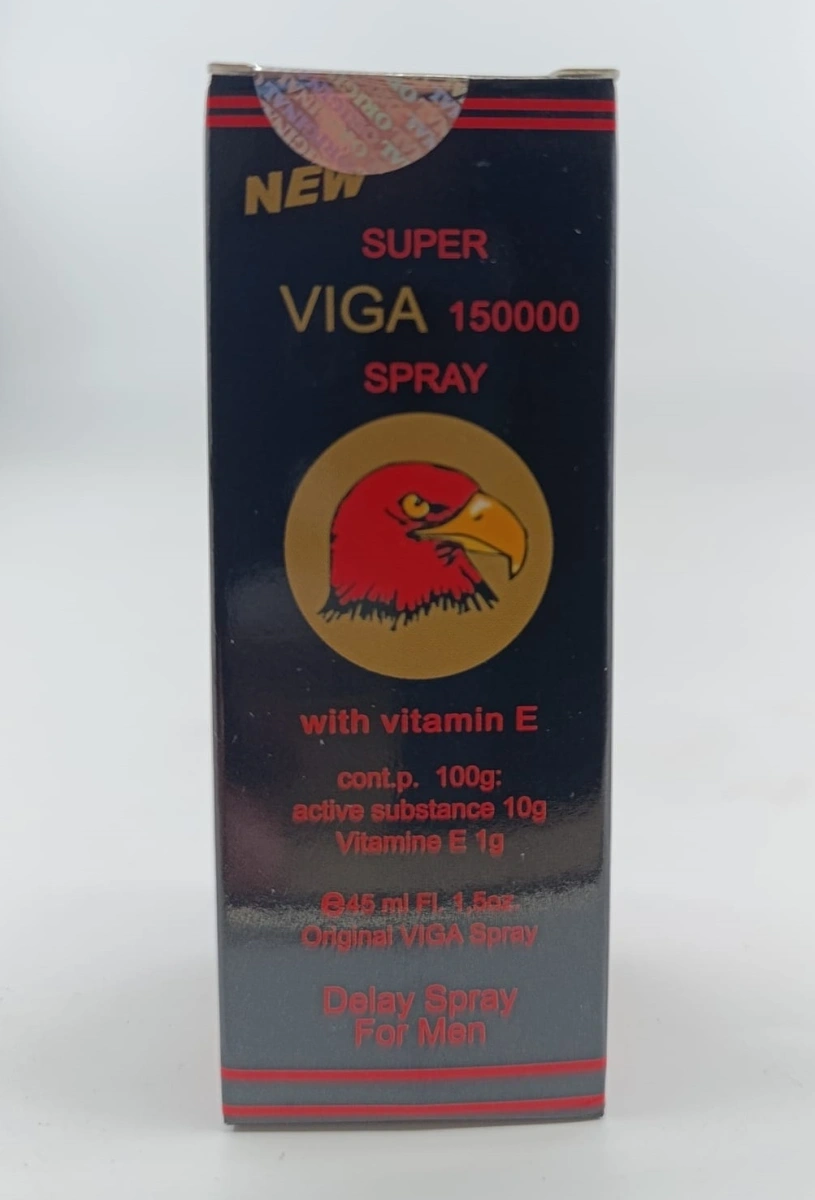 ORIGINAL
NEW
SUPER
VIGA 150000
SPRAY
with vitamin E
cont.p. 100g:
active substance 10g
Vitamine E 1g
℮45 ml Fl. 1,5oz.
Original VIGA Spray
Delay Spray
For Men